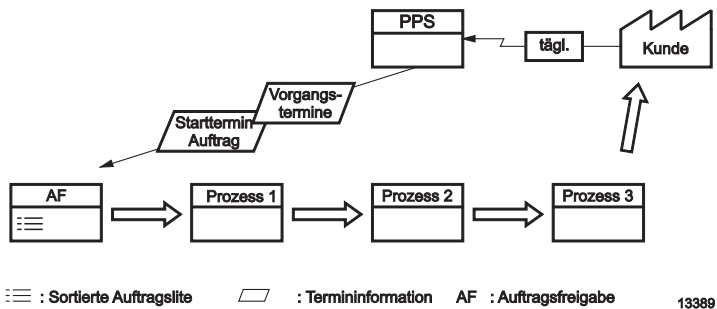 PPS
tägl.
Kunde
Vorgangs-
termine
Starttermin
Auftrag
AF
Prozess 1
Prozess 2
Prozess 3
: Sortierte Auftragslite
: Termininformation
AF : Auftragsfreigabe
13389